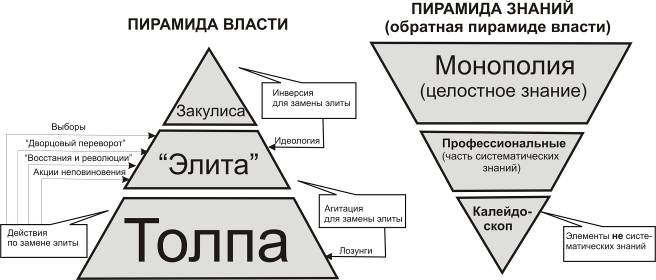 ПИРАМИДА ВЛАСТИ
Закулиса
Инверсия
для замены элиты
Выборы
"Дворцовый переворот"
"Восстания и революции"
Акции неповиновения
Идеология
"Элита"
Агитация
для замены элиты
Действия
по замене элиты
Толпа
Лозунги
ПИРАМИДА ЗНАНИЙ
(обратная пирамиде власти)
Монополия
(целостное знание)
Профессиональные
(часть систематических
знаний)
Калейдо-
скоп
Элементы не систе-
матических знаний